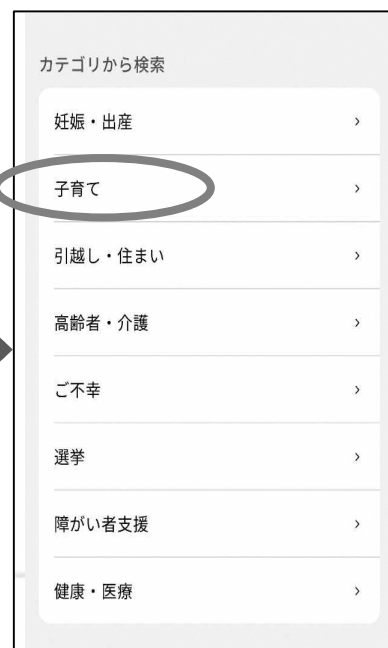 カテゴリから検索
妊娠・出産
子育て
引越し・住まい
高齢者・介護
ご不幸
選挙
障がい者支援
健康・医療